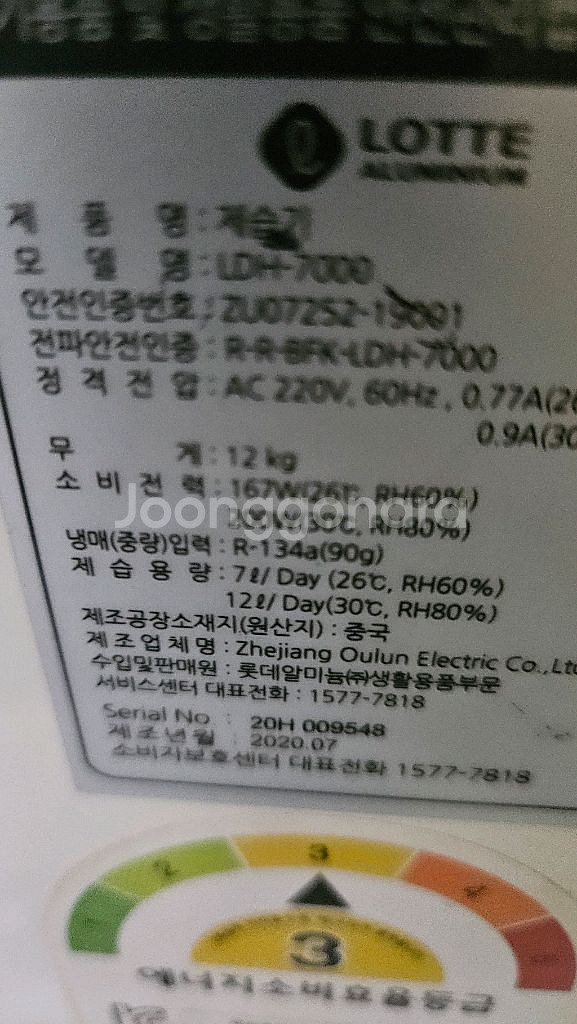 LOTTE
ALUMINIUM
제 품 명 : 제습기
모 델 명 : LDH-7000
안전인증번호 : ZU07252-19001
전파안전인증 : R-R-BFK-LDH-7000
정 격 전 압 : AC 220V, 60Hz , 0.77A(26
0.9A(30
무 게 : 12 kg
소 비 전 력 : 167W(26℃, RH60%)
200W(30℃, RH80%)
Joonggonara
냉매(중량)입력 : R-134a(90g)
제 습 용 량 : 7ℓ/ Day (26℃, RH60%)
12ℓ/ Day(30℃, RH80%)
제조공장소재지(원산지) : 중국
제 조 업 체 명 : Zhejiang Oulun Electric Co.,Ltd
수입및판매원 : 롯데알미늄㈜생활용품부문
서비스센터 대표전화 : 1577-7818
Serial No : 20H 009548
제 조 년 월 : 2020.07
소비자보호센터 대표전화 1577-7818
2 3 4
3
에너지소비효율등급